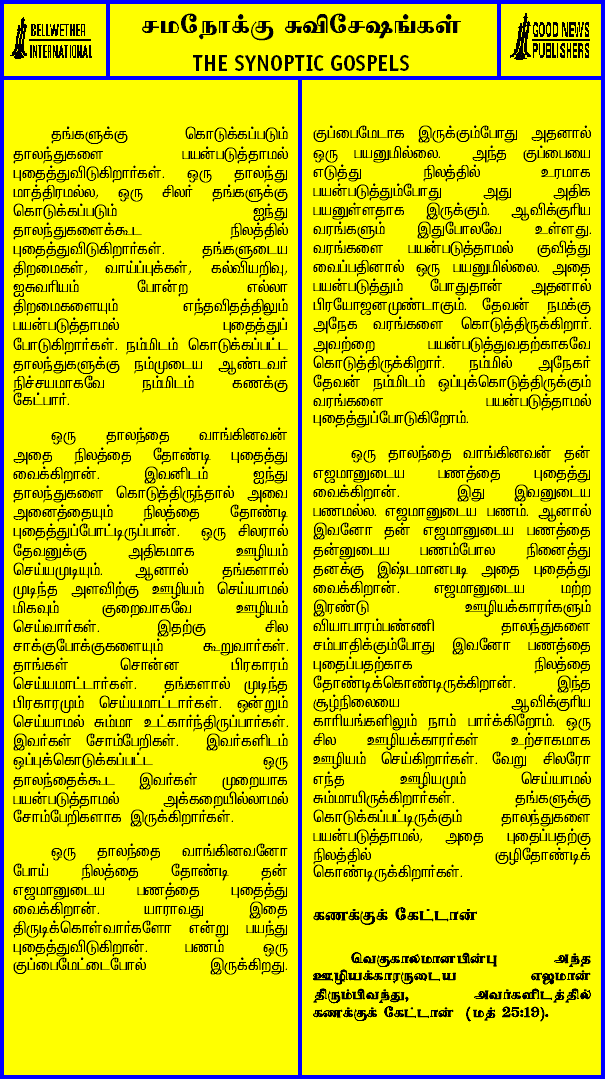 BELLWETHER
INTERNATIONAL
சமநோக்கு சுவிசேஷங்கள்
THE SYNOPTIC GOSPELS
GOOD NEWS
PUBLISHERS
தங்களுக்கு கொடுக்கப்படும்
தாலந்துகளை பயன்படுத்தாமல்
புதைத்துவிடுகிறார்கள். ஒரு தாலந்து
மாத்திரமல்ல, ஒரு சிலர் தங்களுக்கு
கொடுக்கப்படும் ஐந்து
தாலந்துகளைக்கூட நிலத்தில்
புதைத்துவிடுகிறார்கள். தங்களுடைய
திறமைகள், வாய்ப்புக்கள், கல்வியறிவு,
ஐசுவரியம் போன்ற எல்லா
திறமைகளையும் எந்தவிதத்திலும்
பயன்படுத்தாமல் புதைத்துப்
போடுகிறார்கள். நம்மிடம் கொடுக்கப்பட்ட
தாலந்துகளுக்கு நம்முடைய ஆண்டவர்
நிச்சயமாகவே நம்மிடம் கணக்கு
கேட்பார்.
ஒரு தாலந்தை வாங்கினவன்
அதை நிலத்தை தோண்டி புதைத்து
வைக்கிறான். இவனிடம் ஐந்து
தாலந்துகளை கொடுத்திருந்தால் அவை
அனைத்தையும் நிலத்தை தோண்டி
புதைத்துப்போட்டிருப்பான். ஒரு சிலரால்
தேவனுக்கு அதிகமாக ஊழியம்
செய்யமுடியும். ஆனால் தங்களால்
முடிந்த அளவிற்கு ஊழியம் செய்யாமல்
மிகவும் குறைவாகவே ஊழியம்
செய்வார்கள். இதற்கு சில
சாக்குபோக்குகளையும் கூறுவார்கள்.
தாங்கள் சொன்ன பிரகாரம்
செய்யமாட்டார்கள். தங்களால் முடிந்த
பிரகாரமும் செய்யமாட்டார்கள். ஒன்றும்
செய்யாமல் சும்மா உட்கார்ந்திருப்பார்கள்.
இவர்கள் சோம்பேறிகள். இவர்களிடம்
ஒப்புக்கொடுக்கப்பட்ட ஒரு
தாலந்தைக்கூட இவர்கள் முறையாக
பயன்படுத்தாமல் அக்கறையில்லாமல்
சோம்பேறிகளாக இருக்கிறார்கள்.
ஒரு தாலந்தை வாங்கினவனோ
போய் நிலத்தை தோண்டி தன்
எஜமானுடைய பணத்தை புதைத்து
வைக்கிறான். யாராவது இதை
திருடிக்கொள்வார்களோ என்று பயந்து
புதைத்துவிடுகிறான். பணம் ஒரு
குப்பைமேட்டைபோல் இருக்கிறது.
குப்பைமேடாக இருக்கும்போது அதனால்
ஒரு பயனுமில்லை. அந்த குப்பையை
எடுத்து நிலத்தில் உரமாக
பயன்படுத்தும்போது அது அதிக
பயனுள்ளதாக இருக்கும். ஆவிக்குரிய
வரங்களும் இதுபோலவே உள்ளது.
வரங்களை பயன்படுத்தாமல் குவித்து
வைப்பதினால் ஒரு பயனுமில்லை. அதை
பயன்படுத்தும் போதுதான் அதனால்
பிரயோஜனமுண்டாகும். தேவன் நமக்கு
அநேக வரங்களை கொடுத்திருக்கிறார்.
அவற்றை பயன்படுத்துவதற்காகவே
கொடுத்திருக்கிறார். நம்மில் அநேகர்
தேவன் நம்மிடம் ஒப்புக்கொடுத்திருக்கும்
வரங்களை பயன்படுத்தாமல்
புதைத்துப்போடுகிறோம்.
ஒரு தாலந்தை வாங்கினவன் தன்
எஜமானுடைய பணத்தை புதைத்து
வைக்கிறான். இது இவனுடைய
பணமல்ல. எஜமானுடைய பணம். ஆனால்
இவனோ தன் எஜமானுடைய பணத்தை
தன்னுடைய பணம்போல நினைத்து
தனக்கு இஷ்டமானபடி அதை புதைத்து
வைக்கிறான். எஜமானுடைய மற்ற
இரண்டு ஊழியக்காரர்களும்
வியாபாரம்பண்ணி தாலந்துகளை
சம்பாதிக்கும்போது இவனோ பணத்தை
புதைப்பதற்காக நிலத்தை
தோண்டிக்கொண்டிருக்கிறான். இந்த
சூழ்நிலையை ஆவிக்குரிய
காரியங்களிலும் நாம் பார்க்கிறோம். ஒரு
சில ஊழியக்காரர்கள் உற்சாகமாக
ஊழியம் செய்கிறார்கள். வேறு சிலரோ
எந்த ஊழியமும் செய்யாமல்
சும்மாயிருக்கிறார்கள். தங்களுக்கு
கொடுக்கப்பட்டிருக்கும் தாலந்துகளை
பயன்படுத்தாமல், அதை புதைப்பதற்கு
நிலத்தில் குழிதோண்டிக்
கொண்டிருக்கிறார்கள்.
கணக்குக் கேட்டான்
வெகுகாலமானபின்பு அந்த
ஊழியக்காரருடைய எஜமான்
திரும்பிவந்து, அவர்களிடத்தில்
கணக்குக் கேட்டான் (மத் 25:19).